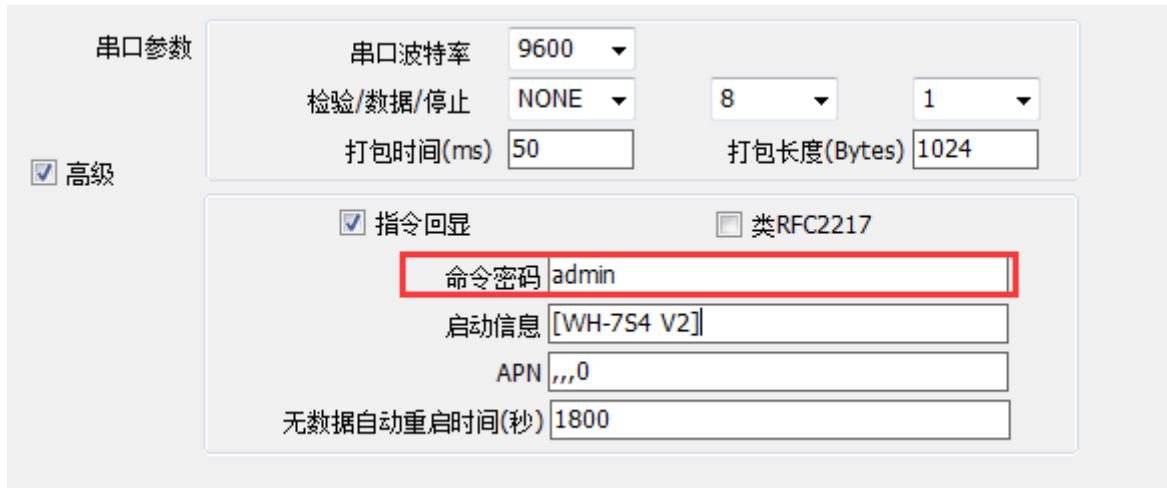 串口参数
串口波特率 9600
检验/数据/停止 NONE 8 1
打包时间(ms) 50 打包长度(Bytes) 1024
高级
指令回显 类RFC2217
命令密码 admin
启动信息 [WH-7S4 V2]
APN ,,,0
无数据自动重启时间(秒) 1800